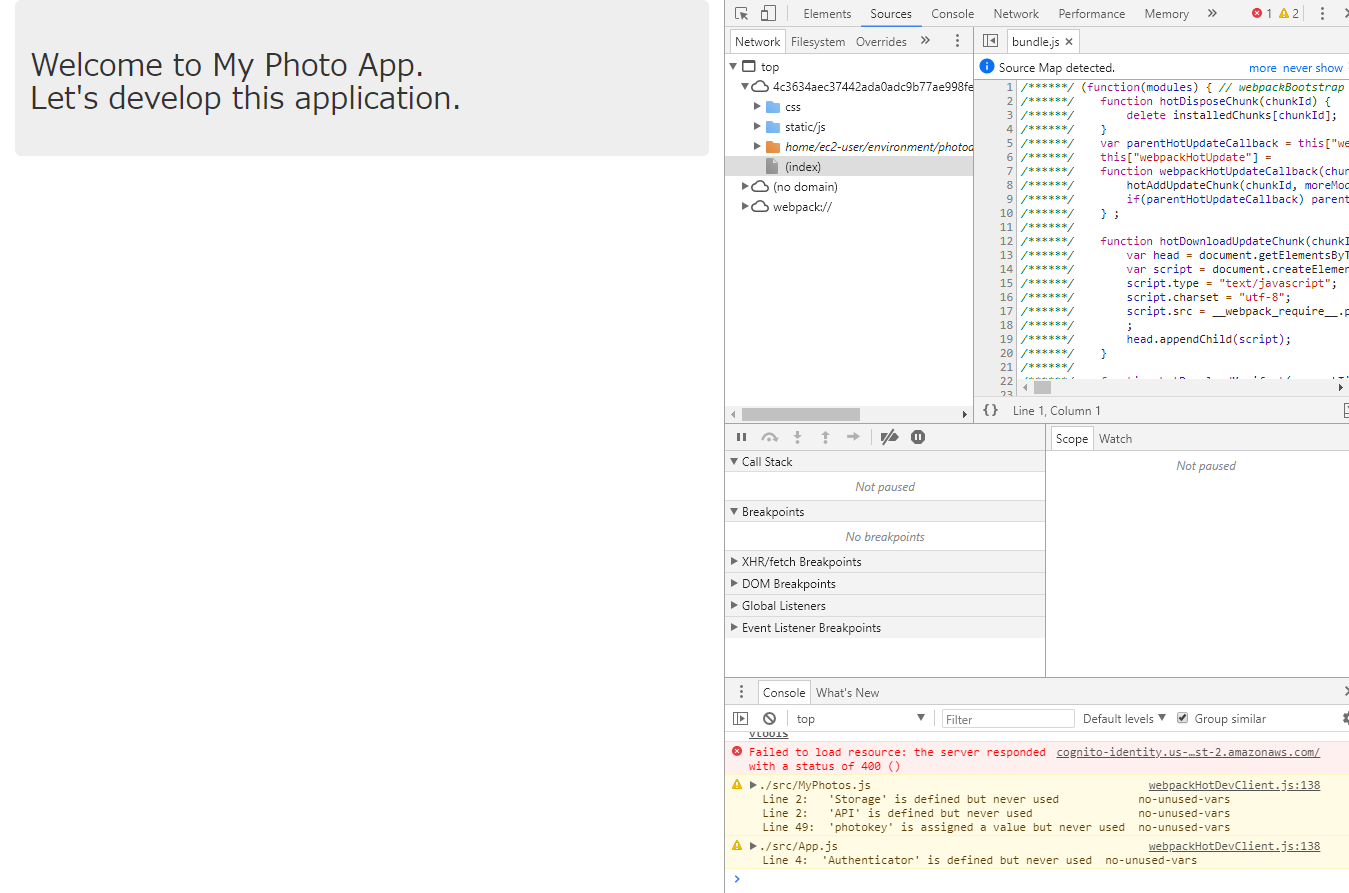 Welcome to My Photo App.
Let's develop this application.
Elements Sources Console Network Performance Memory » 1 2
Network Filesystem Overrides »
bundle.js ×
top
4c3634aec37442ada0adc9b77ae998fe
css
static/js
home/ec2-user/environment/photoa
(index)
(no domain)
webpack://
Source Map detected. more never show
1 /******/ (function(modules) { // webpackBootstrap
2 /******/ function hotDisposeChunk(chunkId) {
3 /******/ delete installedChunks[chunkId];
4 /******/ }
5 /******/ var parentHotUpdateCallback = this["we
6 /******/ this["webpackHotUpdate"] =
7 /******/ function webpackHotUpdateCallback(chun
8 /******/ hotAddUpdateChunk(chunkId, moreMod
9 /******/ if(parentHotUpdateCallback) parent
10 /******/ } ;
11 /******/
12 /******/ function hotDownloadUpdateChunk(chunkI
13 /******/ var head = document.getElementsByT
14 /******/ var script = document.createElemen
15 /******/ script.type = "text/javascript";
16 /******/ script.charset = "utf-8";
17 /******/ script.src = __webpack_require__.p
18 /******/ ;
19 /******/ head.appendChild(script);
20 /******/ }
21 /******/
22
23
{} Line 1, Column 1
Call Stack
Not paused
Breakpoints
No breakpoints
XHR/fetch Breakpoints
DOM Breakpoints
Global Listeners
Event Listener Breakpoints
Scope Watch
Not paused
Console What's New
top Filter Default levels Group similar
vtools
Failed to load resource: the server responded cognito-identity.us-…st-2.amazonaws.com/
with a status of 400 ()
./src/MyPhotos.js webpackHotDevClient.js:138
Line 2: 'Storage' is defined but never used no-unused-vars
Line 2: 'API' is defined but never used no-unused-vars
Line 49: 'photokey' is assigned a value but never used no-unused-vars
./src/App.js webpackHotDevClient.js:138
Line 4: 'Authenticator' is defined but never used no-unused-vars